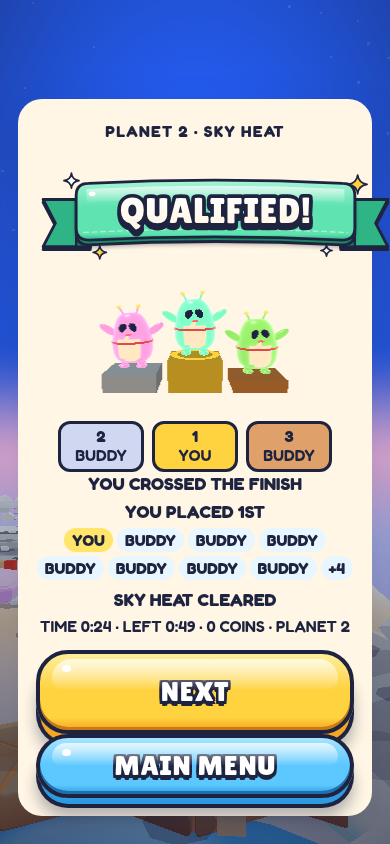 PLANET 2 · SKY HEAT
QUALIFIED!
2 1 3
BUDDY YOU BUDDY
YOU CROSSED THE FINISH
YOU PLACED 1ST
YOU BUDDY BUDDY BUDDY
BUDDY BUDDY BUDDY BUDDY +4
SKY HEAT CLEARED
TIME 0:24 · LEFT 0:49 · 0 COINS · PLANET 2
NEXT
MAIN MENU